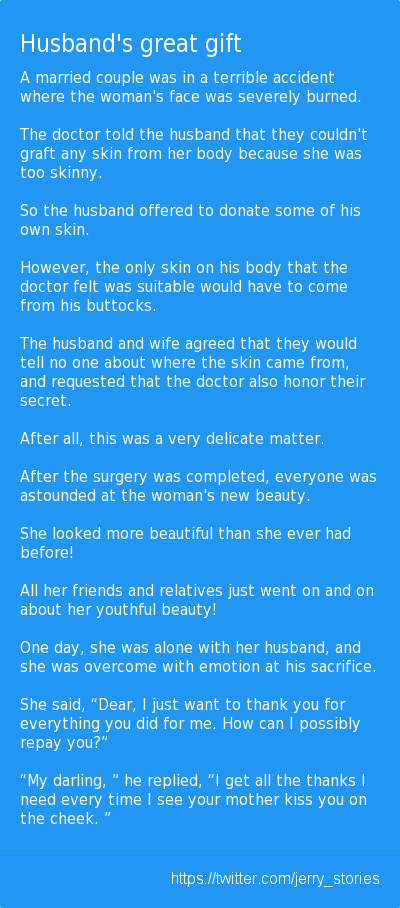 Husband's great gift
A married couple was in a terrible accident
where the woman's face was severely burned.
The doctor told the husband that they couldn't
graft any skin from her body because she was
too skinny.
So the husband offered to donate some of his
own skin.
However, the only skin on his body that the
doctor felt was suitable would have to come
from his buttocks.
The husband and wife agreed that they would
tell no one about where the skin came from,
and requested that the doctor also honor their
secret.
After all, this was a very delicate matter.
After the surgery was completed, everyone was
astounded at the woman's new beauty.
She looked more beautiful than she ever had
before!
All her friends and relatives just went on and on
about her youthful beauty!
One day, she was alone with her husband, and
she was overcome with emotion at his sacrifice.
She said, “Dear, I just want to thank you for
everything you did for me. How can I possibly
repay you?”
“My darling, ” he replied, “I get all the thanks I
need every time I see your mother kiss you on
the cheek. ”
https://twitter.com/jerry_stories